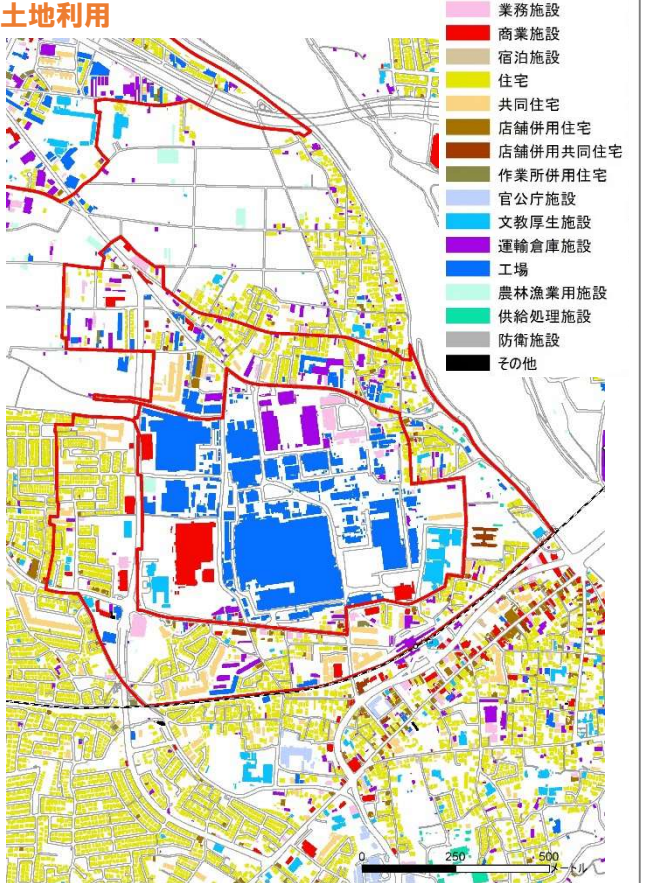 土地利用
業務施設
商業施設
宿泊施設
住宅
共同住宅
店舗併用住宅
店舗併用共同住宅
作業所併用住宅
官公庁施設
文教厚生施設
運輸倉庫施設
工場
農林漁業用施設
供給処理施設
防衛施設
その他
0 250 500
メートル